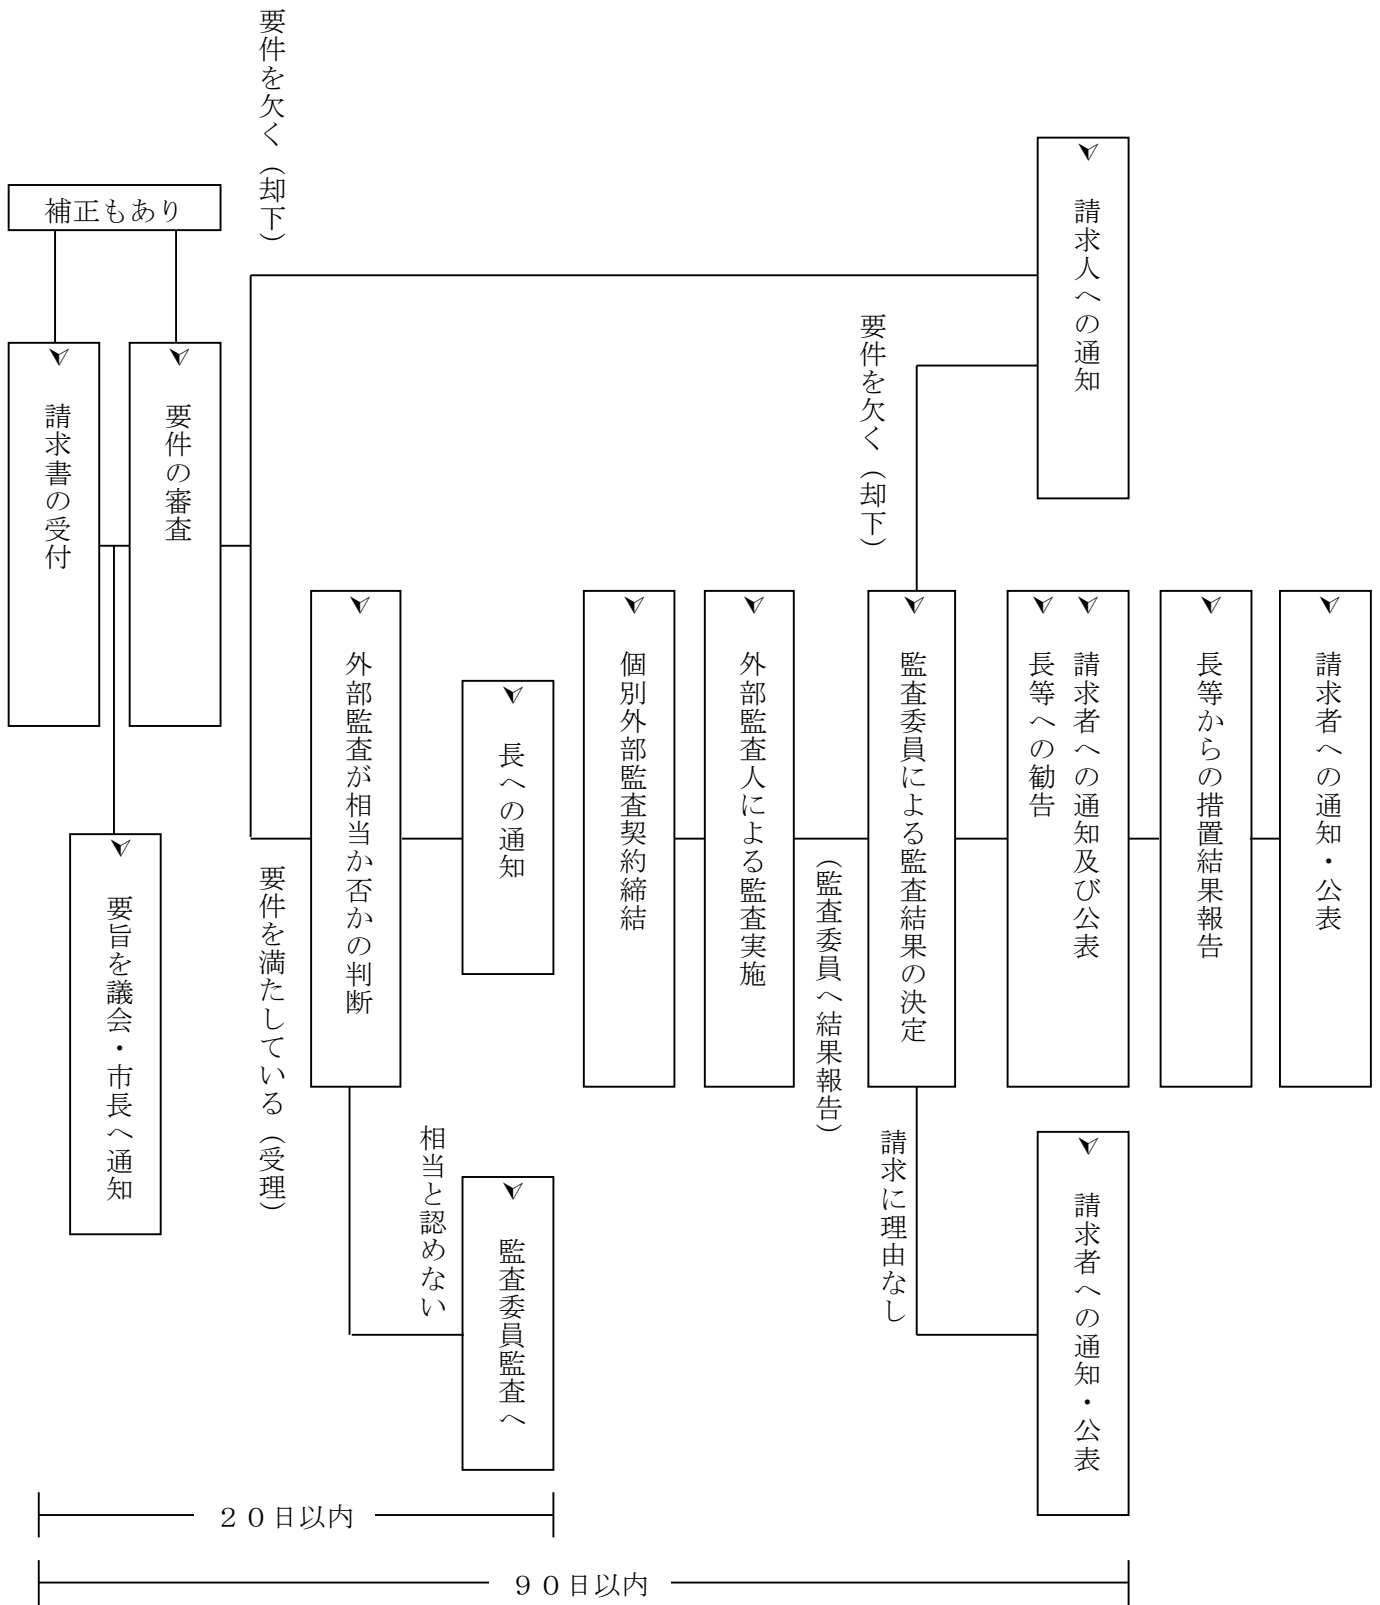 補正もあり
⮟ 請求書の受付
⮟ 要件の審査
⮟ 要旨を議会・市長へ通知
要件を欠く（却下）
要件を満たしている（受理）
⮟ 外部監査が相当か否かの判断
相当と認めない
⮟ 長への通知
⮟ 監査委員監査へ
⮟ 個別外部監査契約締結
⮟ 外部監査人による監査実施
（監査委員へ結果報告）
⮟ 監査委員による監査結果の決定
要件を欠く（却下）
請求に理由なし
⮟ 請求人への通知
⮟ 請求者への通知及び公表
⮟ 長等への勧告
⮟ 請求者への通知・公表
⮟ 長等からの措置結果報告
⮟ 請求者への通知・公表
２０日以内
９０日以内